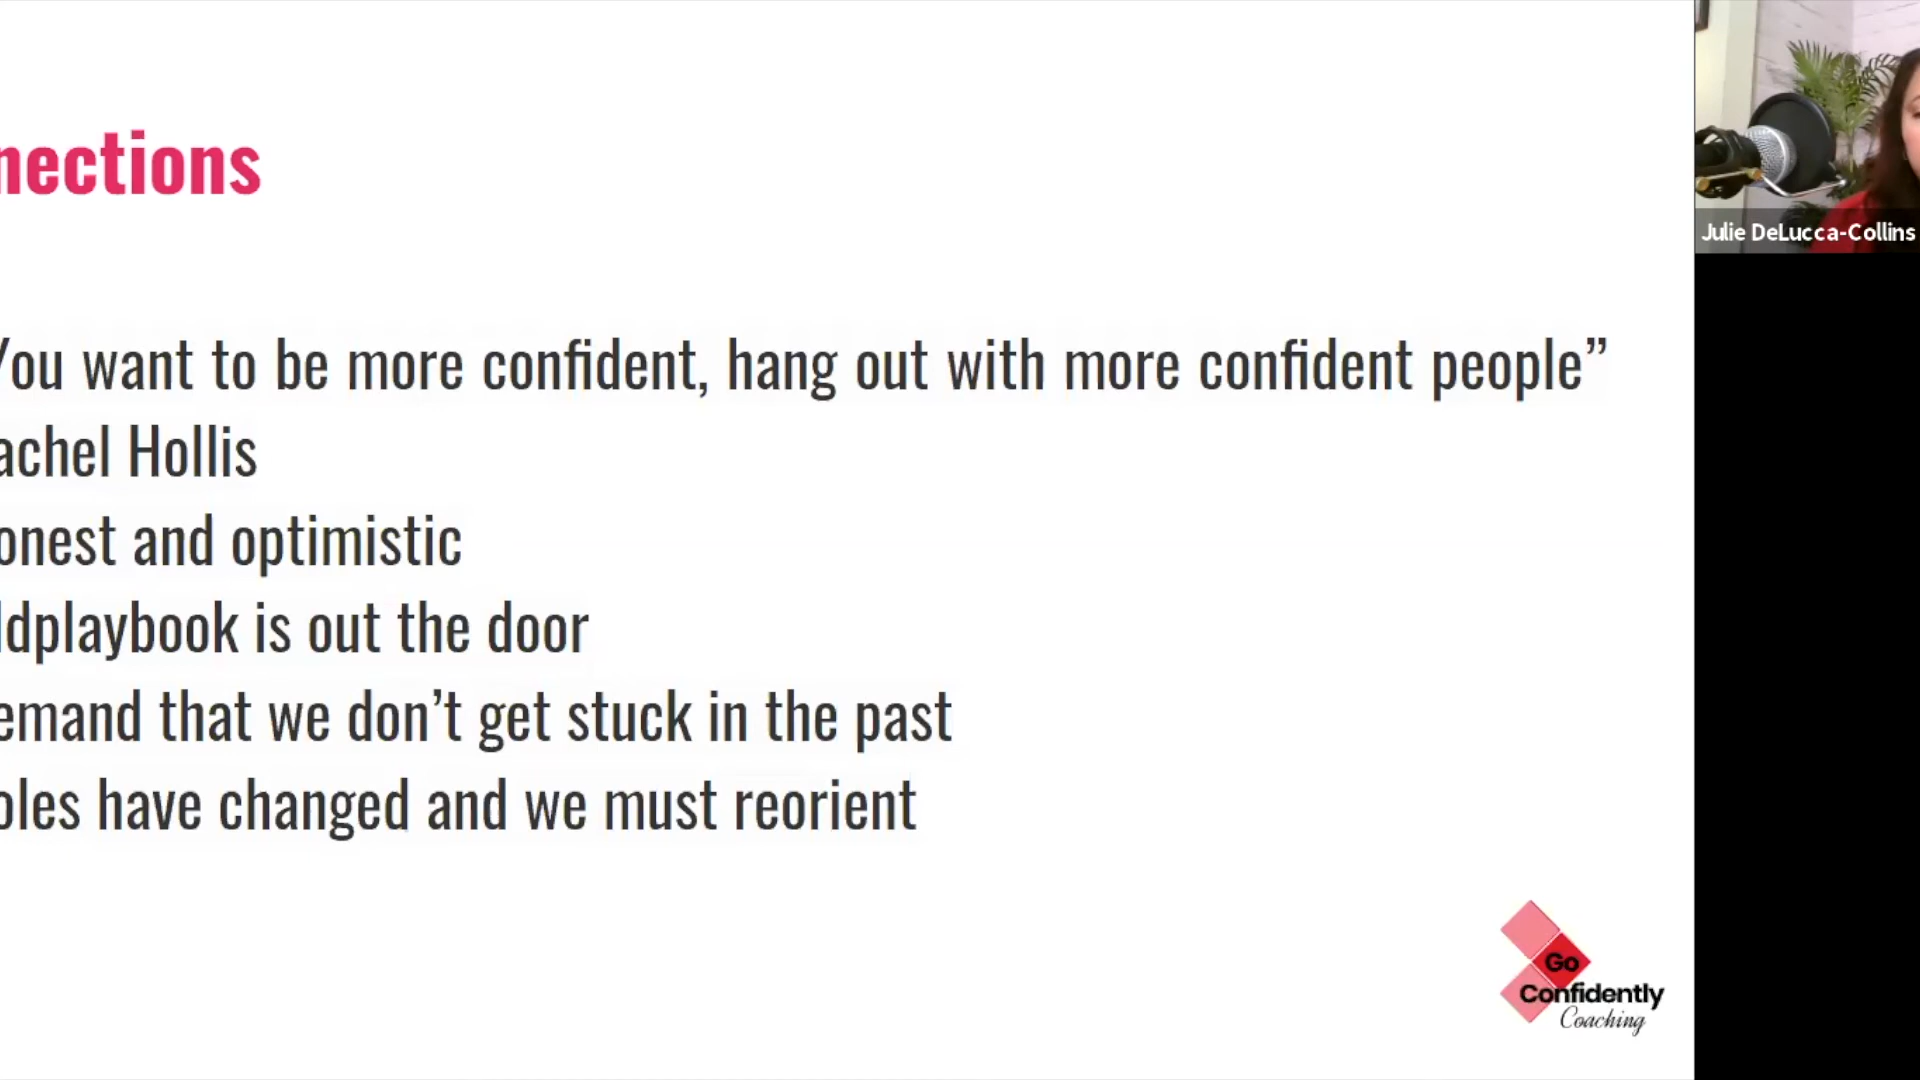 nections
You want to be more confident, hang out with more confident people”
achel Hollis
onest and optimistic
ldplaybook is out the door
emand that we don’t get stuck in the past
oles have changed and we must reorient
Go
Confidently
Coaching
Julie DeLucca-Collins